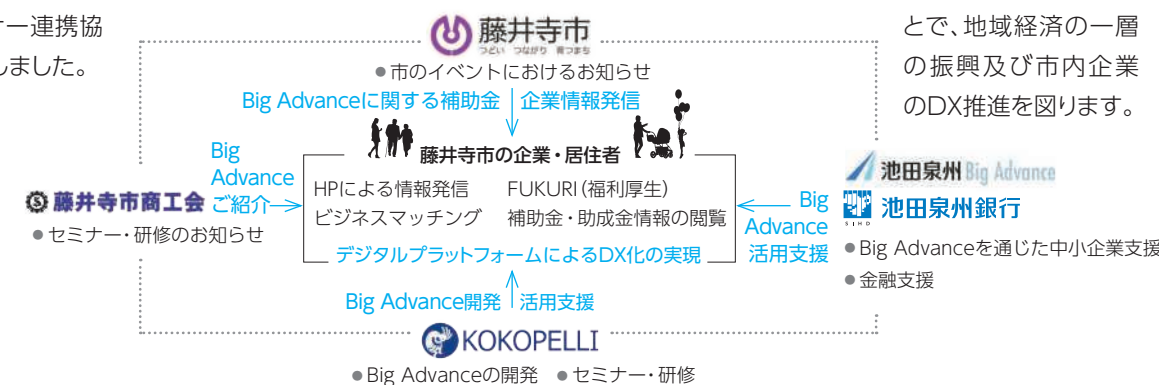 ナー連携協
しました。
とで、地域経済の一層
の振興及び市内企業
のDX推進を図ります。
藤井寺市
つどい つながり 育つまち
●市のイベントにおけるお知らせ
Big Advanceに関する補助金
企業情報発信
藤井寺市の企業・居住者
HPによる情報発信 FUKURI（福利厚生）
ビジネスマッチング 補助金・助成金情報の閲覧
デジタルプラットフォームによるDX化の実現
Big
Advance
ご紹介
藤井寺市商工会
●セミナー・研修のお知らせ
Big
Advance
活用支援
池田泉州 Big Advance
SIHD
池田泉州銀行
●Big Advanceを通じた中小企業支援
●金融支援
Big Advance開発
活用支援
KOKOPELLI
●Big Advanceの開発 ●セミナー・研修